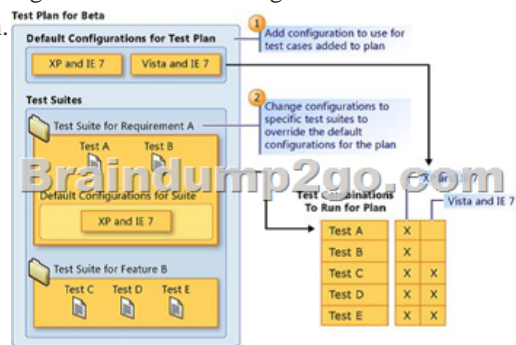 Test Plan for Beta
Default Configurations for Test Plan
XP and IE 7
Vista and IE 7
1
Add configuration to use for
test cases added to plan
Test Suites
Test Suite for Requirement A
Test A
Test B
Default Configurations for Suite
XP and IE 7
2
Change configurations to
specific test suites to
override the default
configurations for the plan
Braindump2go.com
Test Suite for Feature B
Test C
Test D
Test E
Test Combinations
To Run for Plan
XP and IE 7
Vista and IE 7
Test A X
Test B X
Test C X X
Test D X X
Test E X X